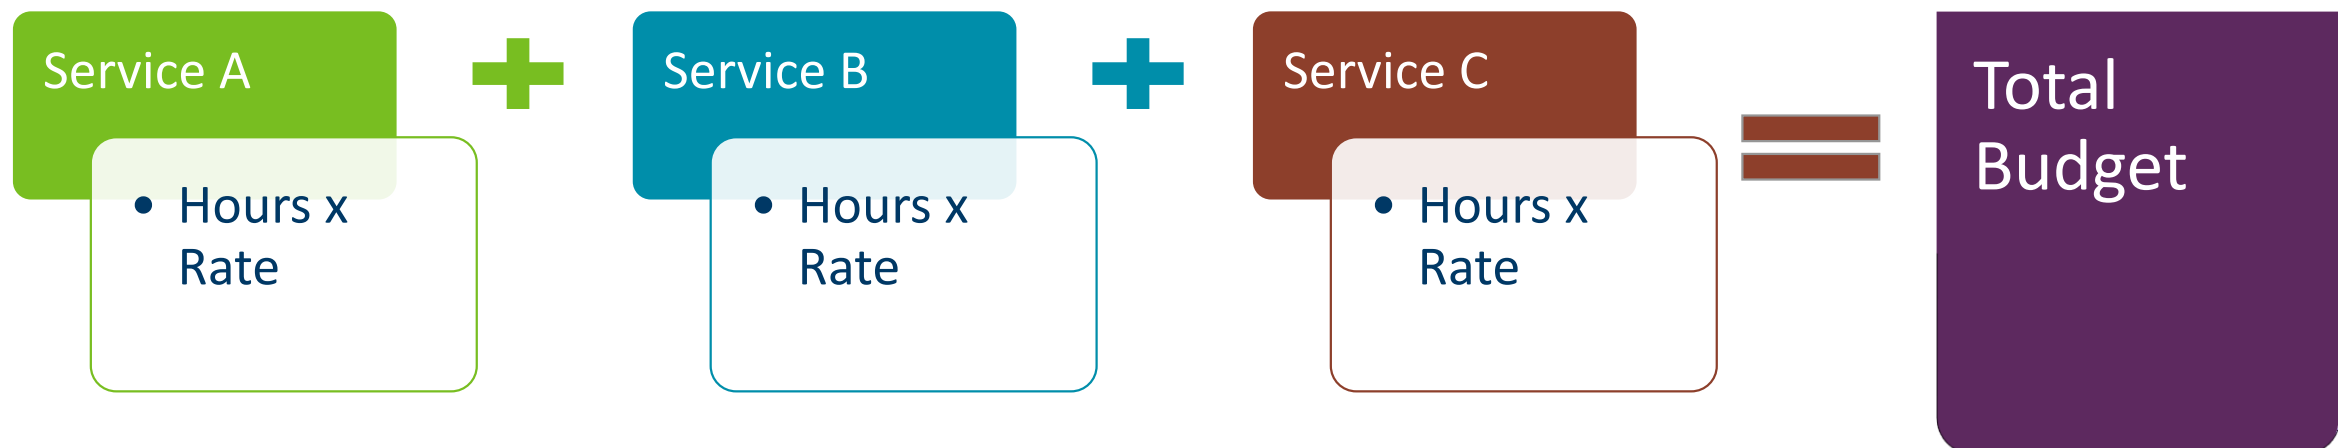 Service A
• Hours x
Rate
Service B
• Hours x
Rate
Service C
• Hours x
Rate
Total
Budget